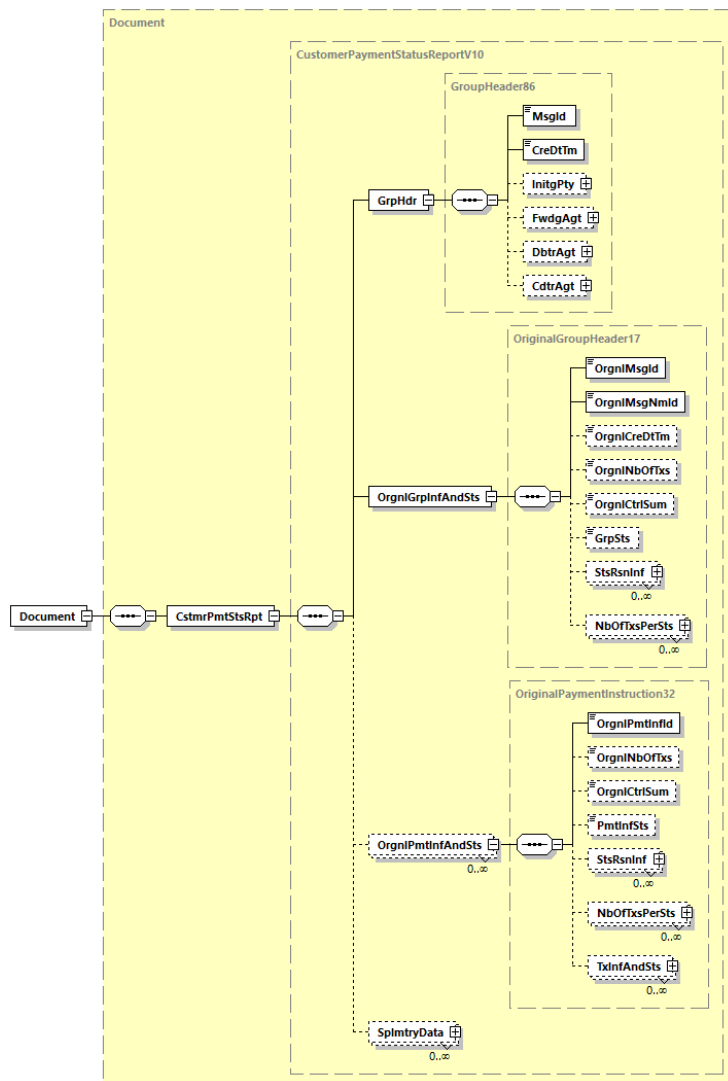 Document
CustomerPaymentStatusReportV10
GroupHeader86
MsgId
CreDtTm
InitgPty
GrpHdr
FwdgAgt
DbtrAgt
CdtrAgt
OriginalGroupHeader17
OrgnlMsgId
OrgnlMsgNmId
OrgnlCreDtTm
OrgnlNbOfTxs
OrgnlGrpInfAndSts
OrgnlCtrlSum
GrpSts
StsRsnInf
0..∞
Document
CstmrPmtStsRpt
NbOfTxsPerSts
0..∞
OriginalPaymentInstruction32
OrgnlPmtInfId
OrgnlNbOfTxs
OrgnlCtrlSum
PmtInfSts
OrgnlPmtInfAndSts
0..∞
StsRsnInf
0..∞
NbOfTxsPerSts
0..∞
TxInfAndSts
0..∞
SplmtryData
0..∞